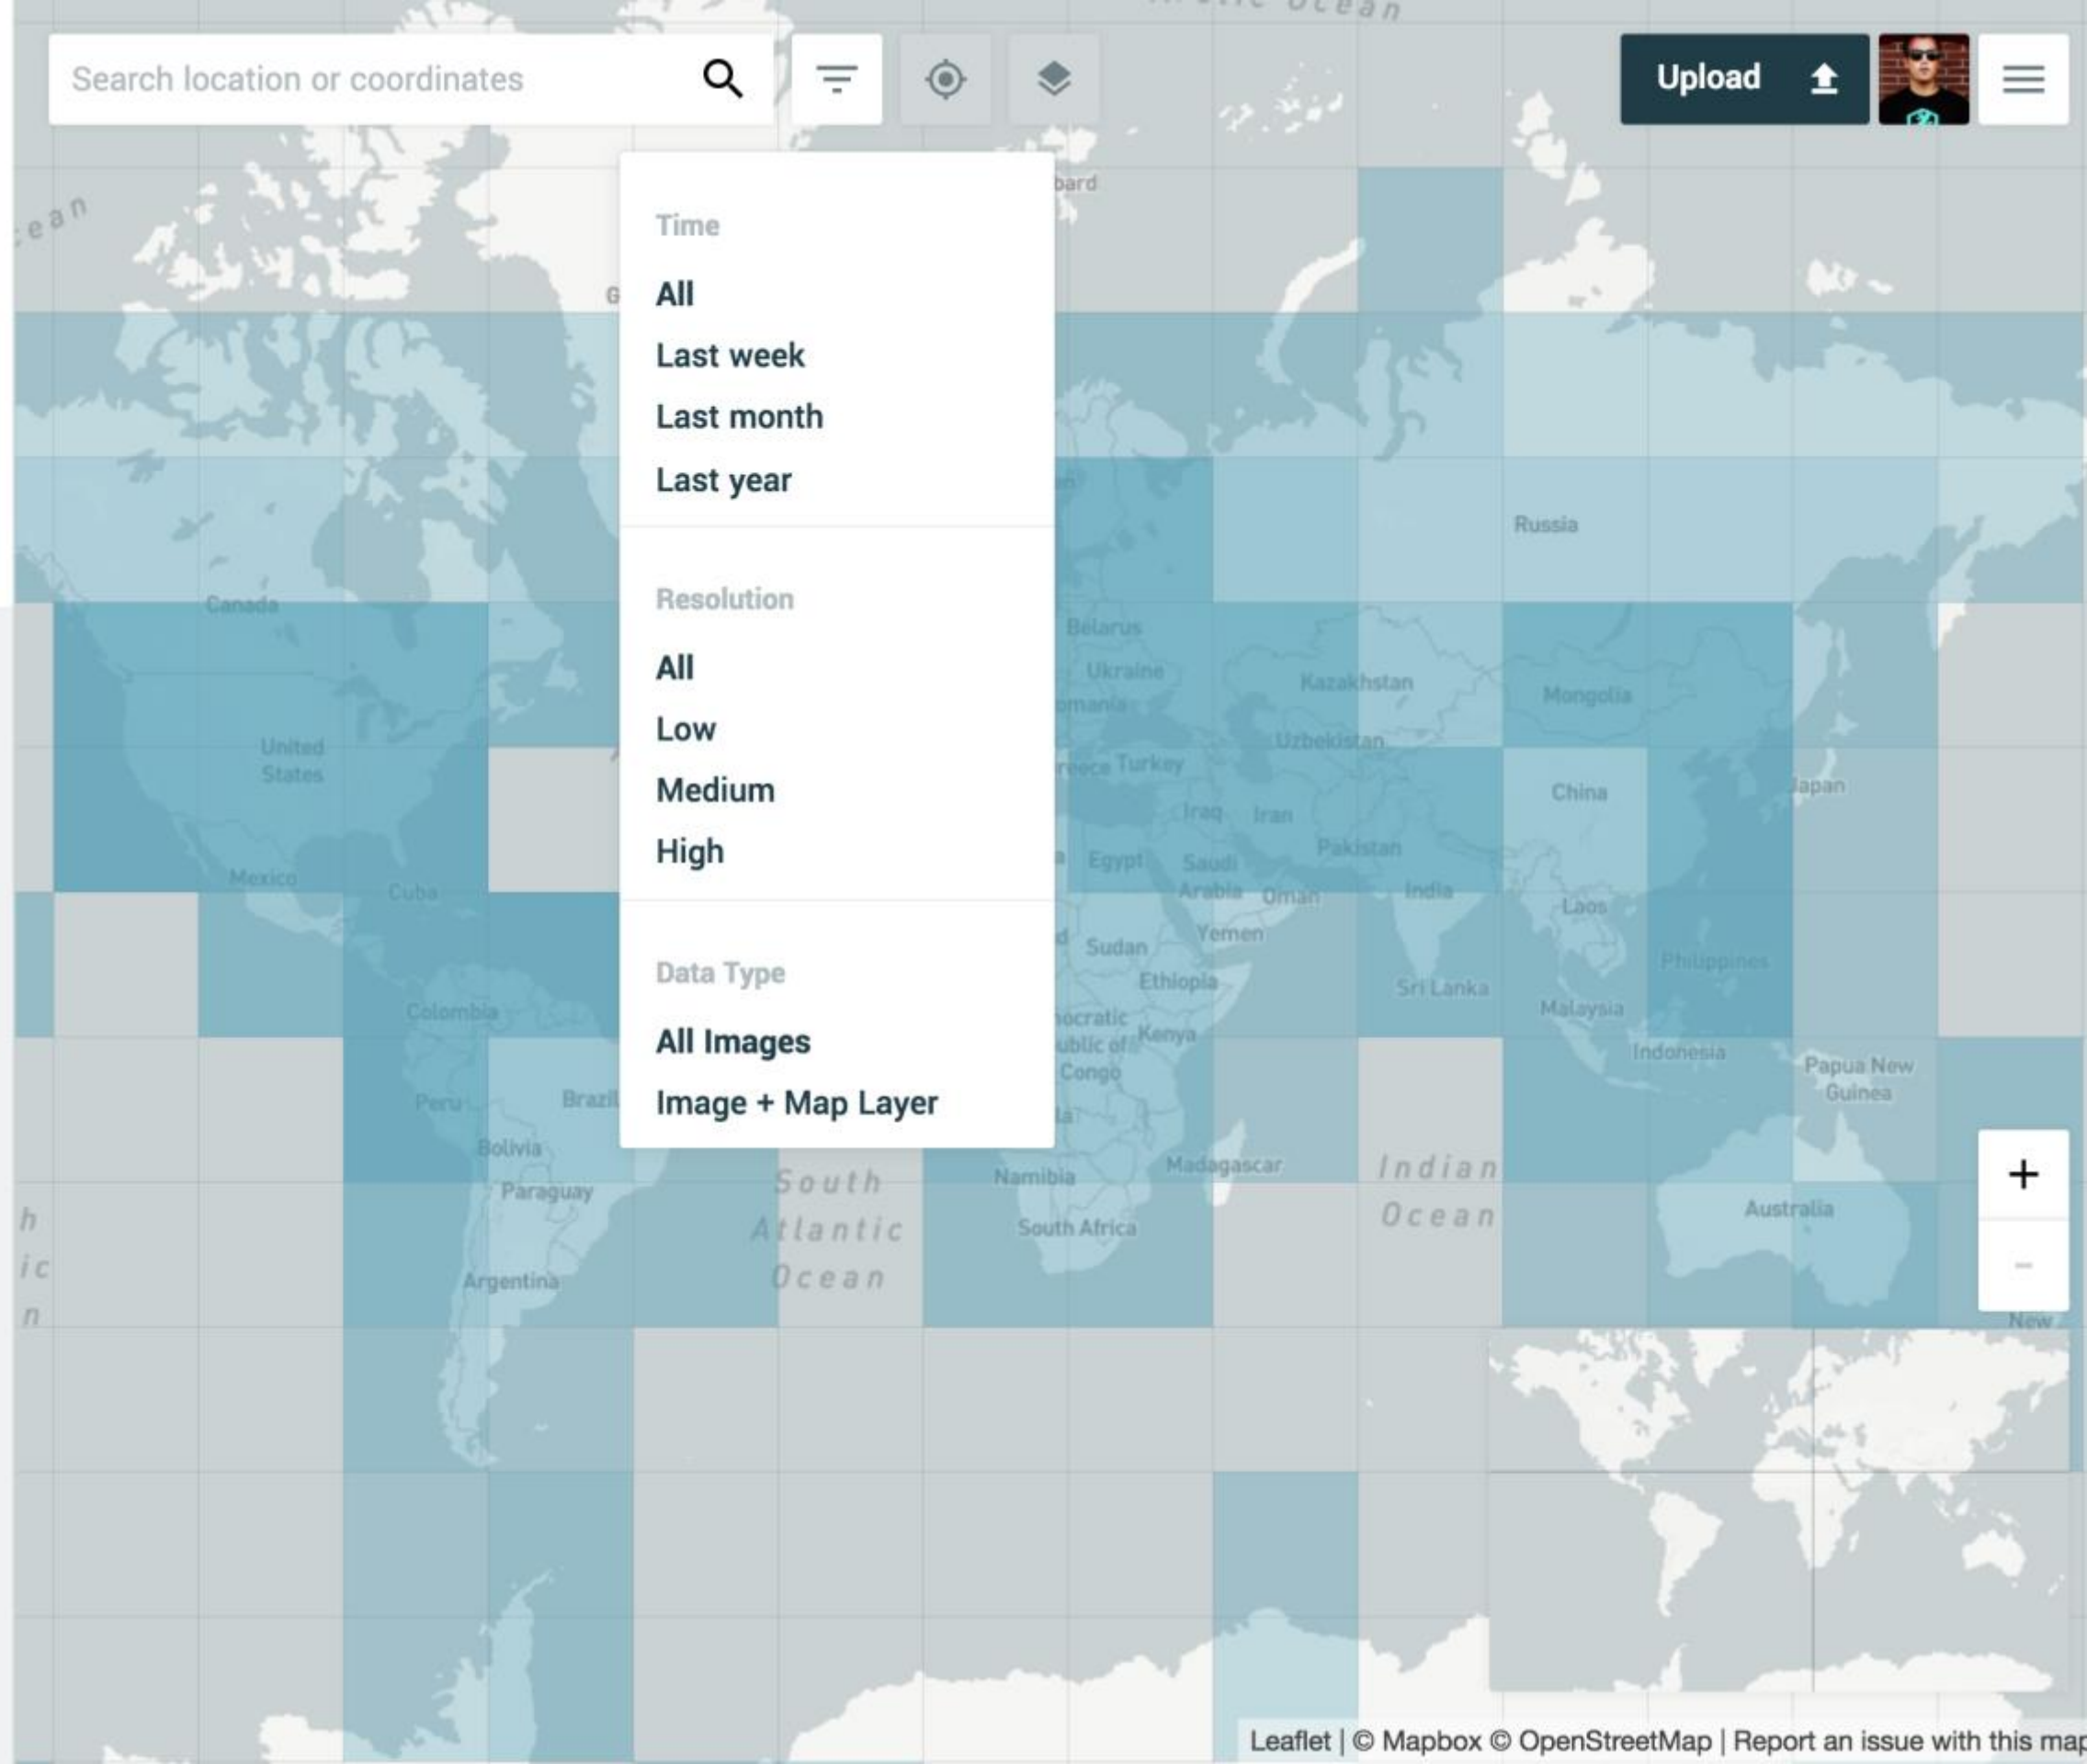 Ocean
Search location or coordinates
Upload
Time
All
Last week
Last month
Last year
Resolution
All
Low
Medium
High
Data Type
All Images
Image + Map Layer
Russia
Canada
Belarus
Ukraine
Kazakhstan
Mongolia
United
States
Uzbekistan
Turkey
Japan
China
Iraq
Iran
Pakistan
Egypt
Saudi
Arabia
Oman
India
Mexico
Cuba
Laos
Sudan
Yemen
Philippines
Ethiopia
Sri Lanka
Colombia
Malaysia
Kenya
Congo
Indonesia
Papua New
Guinea
Peru
Brazil
Bolivia
Namibia
Madagascar
Indian
Ocean
South
Atlantic
Ocean
Paraguay
South Africa
Australia
Argentina
New
+
-
Leaflet | © Mapbox © OpenStreetMap | Report an issue with this map